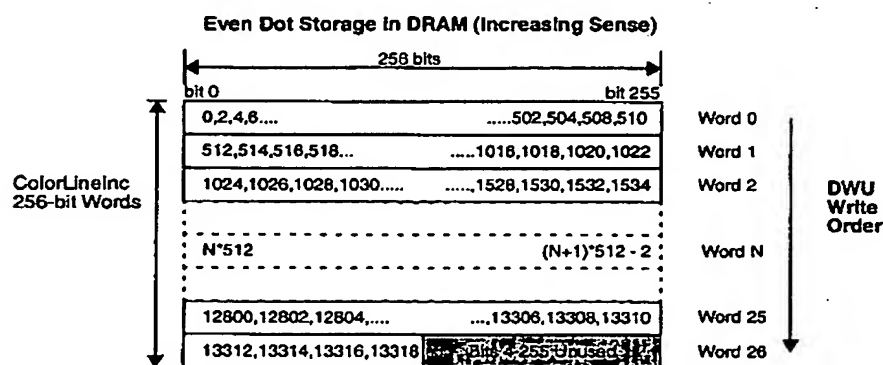 Even Dot Storage in DRAM (Increasing Sense)
256 bits
bit 0 bit 255
0,2,4,6.... .....502,504,508,510 Word 0
512,514,516,518... .....1016,1018,1020,1022 Word 1
1024,1026,1028,1030..... ......,1528,1530,1532,1534 Word 2
ColorLineInc
256-bit Words
DWU
Write
Order
N*512 (N+1)*512 - 2 Word N
12800,12802,12804,.... ...,13306,13308,13310 Word 25
13312,13314,13316,13318 Bits 4-255 Unused Word 26